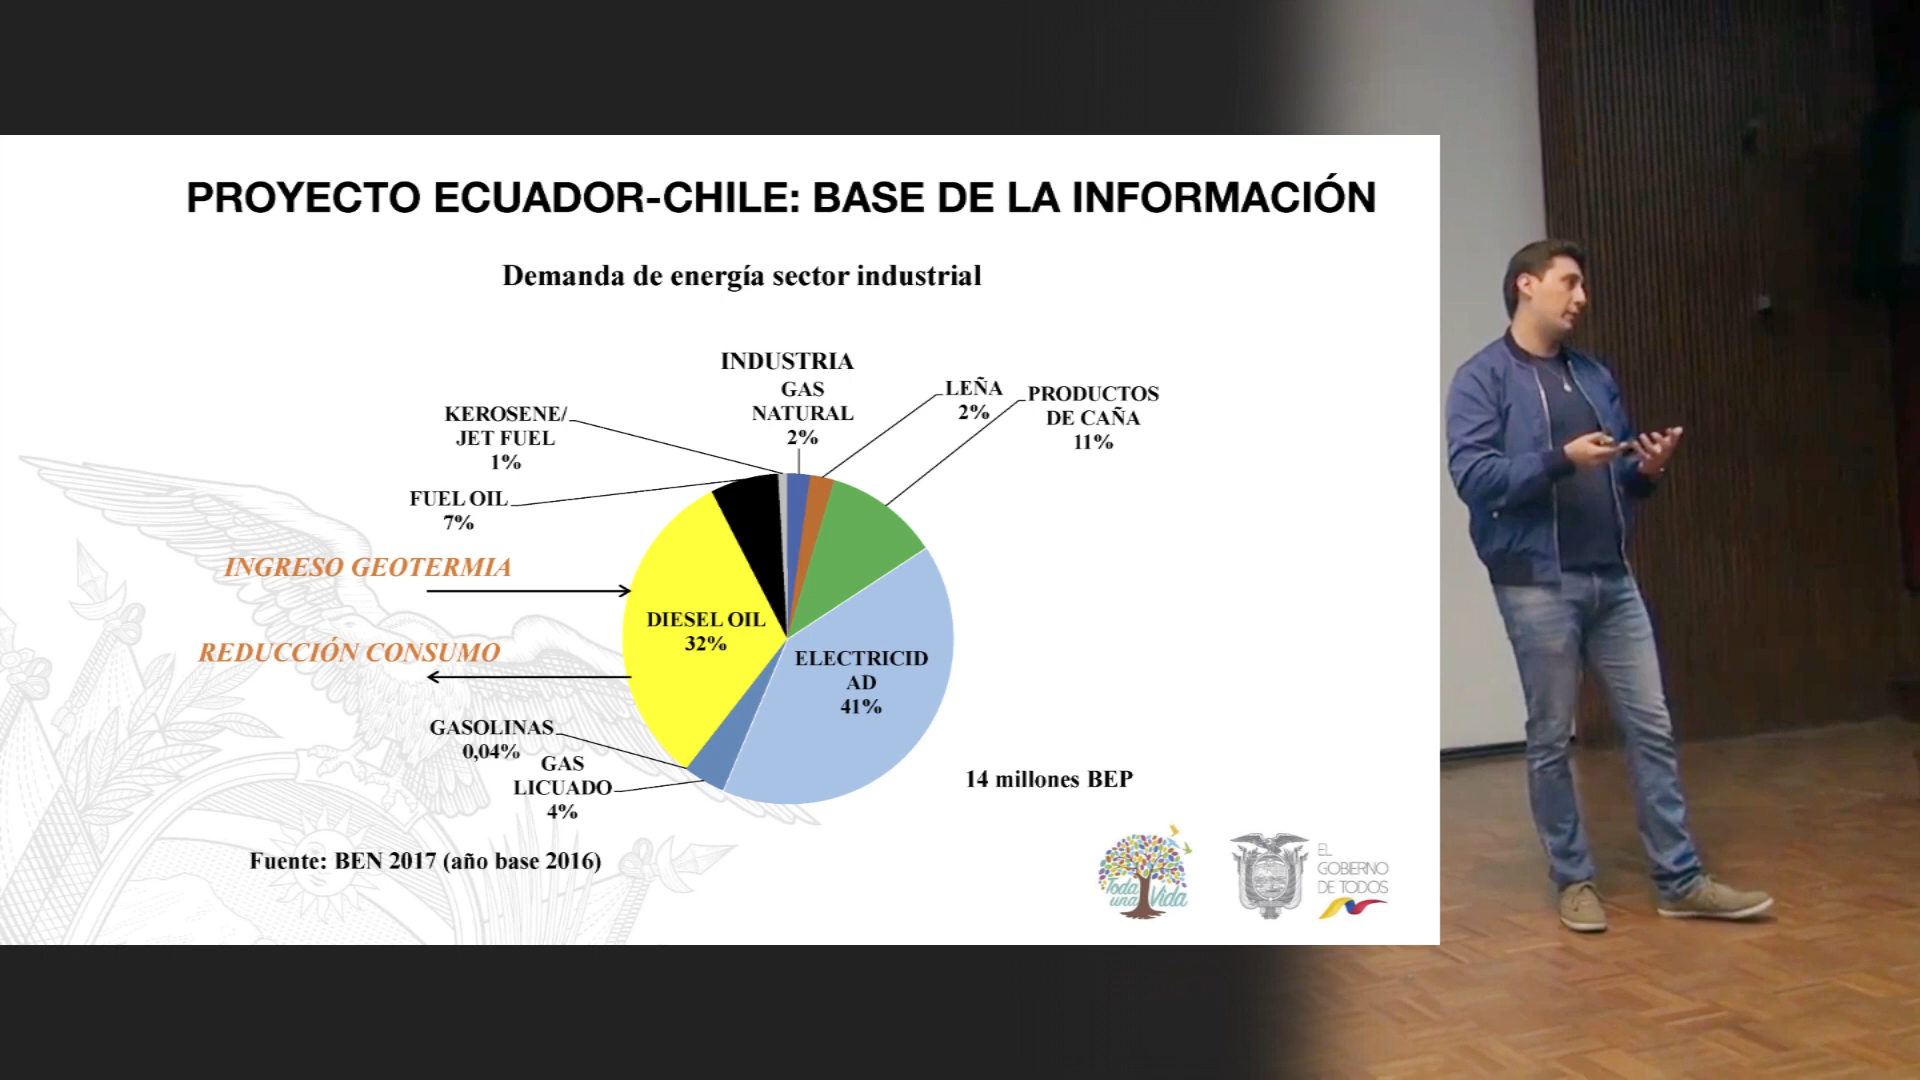 PROYECTO ECUADOR-CHILE: BASE DE LA INFORMACIÓN
Demanda de energía sector industrial
INDUSTRIA
GAS
NATURAL
2%
LEÑA
2%
PRODUCTOS
DE CAÑA
11%
KEROSENE/
JET FUEL
1%
FUEL OIL
7%
INGRESO GEOTERMIA
DIESEL OIL
32%
REDUCCIÓN CONSUMO
ELECTRICID
AD
41%
GASOLINAS
0,04%
GAS
LICUADO
4%
14 millones BEP
Fuente: BEN 2017 (año base 2016)
Toda
una Vida
EL
GOBIERNO
DE TODOS